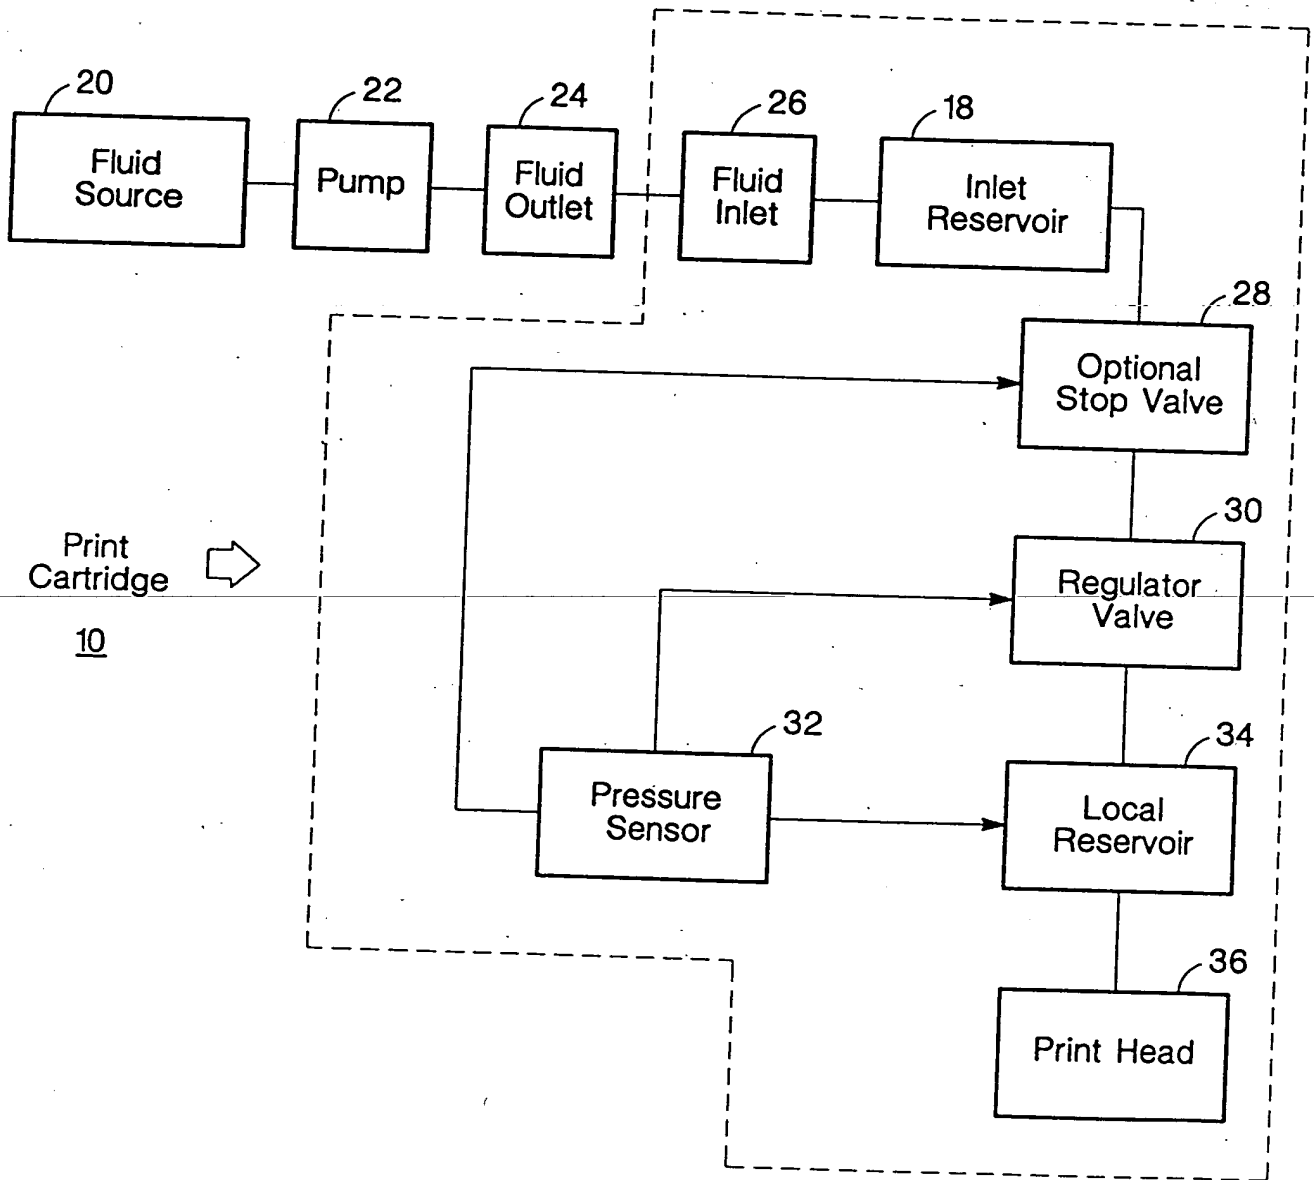 20
22
24
26
18
Fluid
Source
Pump
Fluid
Outlet
Fluid
Inlet
Inlet
Reservoir
28
Optional
Stop Valve
30
Regulator
Valve
Print
Cartridge
10
32
Pressure
Sensor
34
Local
Reservoir
36
Print Head